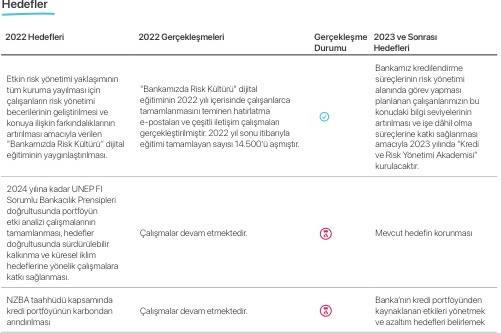 Hedefler
2022 Hedefleri
2022 Gerçekleşmeleri
Gerçekleşme
Durumu
2023 ve Sonrası
Hedefleri
Etkin risk yönetimi yaklaşımının
tüm kuruma yayılması için
çalışanların risk yönetimi
becerilerinin geliştirilmesi ve
konuya ilişkin farkındalıklarının
artırılması amacıyla verilen
"Bankamızda Risk Kültürü" dijital
eğitiminin yaygınlaştırılması.
"Bankamızda Risk Kültürü" dijital
eğitiminin 2022 yılı içerisinde çalışanlarca
tamamlanmasını teminen hatırlatma
e-postaları ve çeşitli iletişim çalışmaları
gerçekleştirilmiştir. 2022 yıl sonu itibarıyla
eğitimi tamamlayan sayısı 14.500'ü aşmıştır.
Bankamız kredilendirme
süreçlerinin risk yönetimi
alanında görev yapması
planlanan çalışanlarımızın bu
konudaki bilgi seviyelerinin
artırılması ve işe dâhil olma
süreçlerine katkı sağlanması
amacıyla 2023 yılında "Kredi
ve Risk Yönetimi Akademisi"
kurulacaktır.
2024 yılına kadar UNEP FI
Sorumlu Bankacılık Prensipleri
doğrultusunda portföyün
etki analizi çalışmalarının
tamamlanması, hedefler
doğrultusunda sürdürülebilir
kalkınma ve küresel iklim
hedeflerine yönelik çalışmalara
katkı sağlanması.
Çalışmalar devam etmektedir.
Mevcut hedefin korunması
NZBA taahhüdü kapsamında
kredi portföyünün karbondan
arındırılması
Çalışmalar devam etmektedir.
Banka'nın kredi portföyünden
kaynaklanan etkileri yönetmek
ve azaltım hedefleri belirlemek